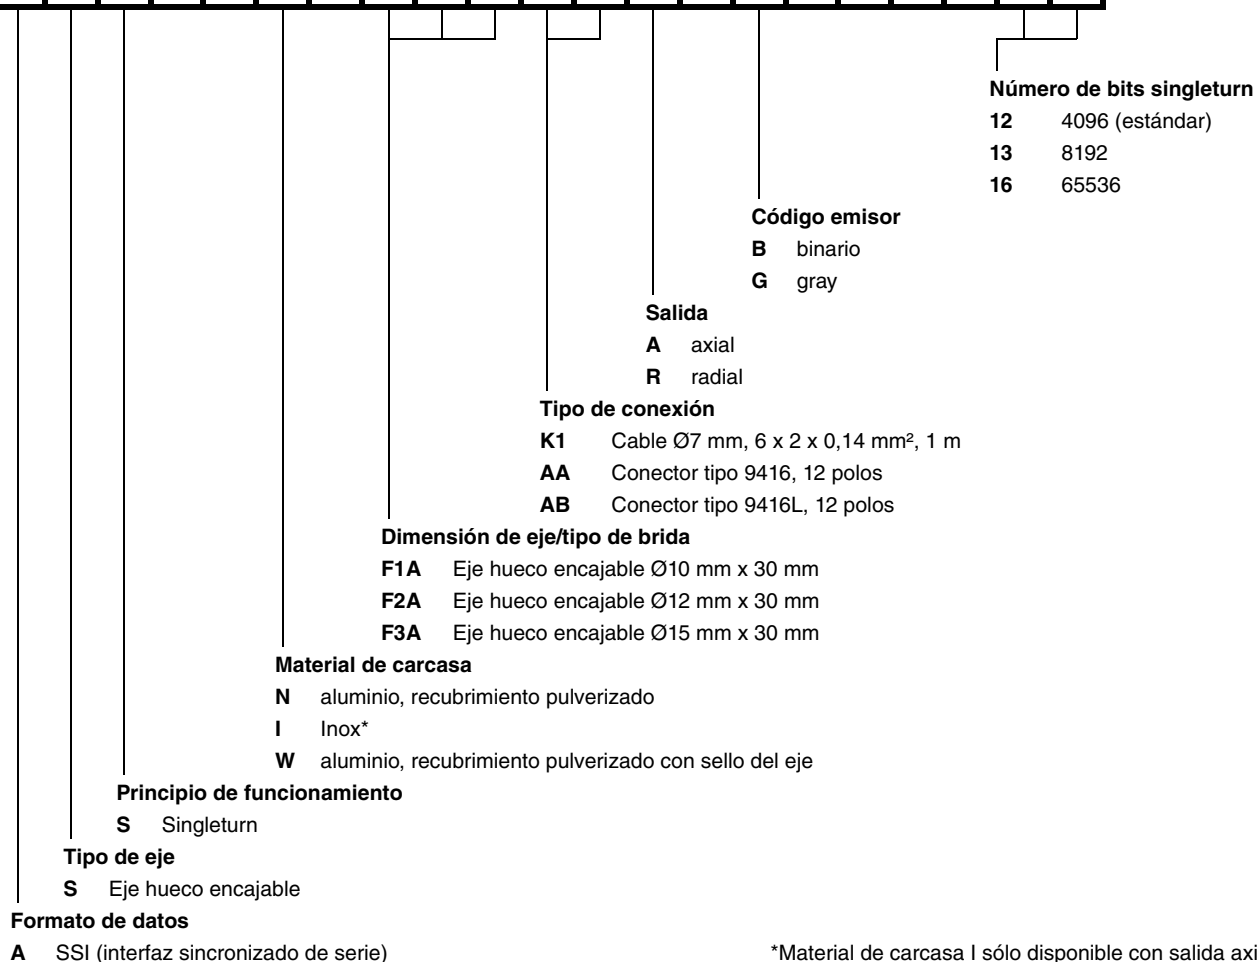 Número de bits singleturn
12 4096 (estándar)
13 8192
16 65536
Código emisor
B binario
G gray
Salida
A axial
R radial
Tipo de conexión
K1 Cable Ø7 mm, 6 x 2 x 0,14 mm², 1 m
AA Conector tipo 9416, 12 polos
AB Conector tipo 9416L, 12 polos
Dimensión de eje/tipo de brida
F1A Eje hueco encajable Ø10 mm x 30 mm
F2A Eje hueco encajable Ø12 mm x 30 mm
F3A Eje hueco encajable Ø15 mm x 30 mm
Material de carcasa
N aluminio, recubrimiento pulverizado
I Inox*
W aluminio, recubrimiento pulverizado con sello del eje
Principio de funcionamiento
S Singleturn
Tipo de eje
S Eje hueco encajable
Formato de datos
A SSI (interfaz sincronizado de serie)
*Material de carcasa I sólo disponible con salida axi